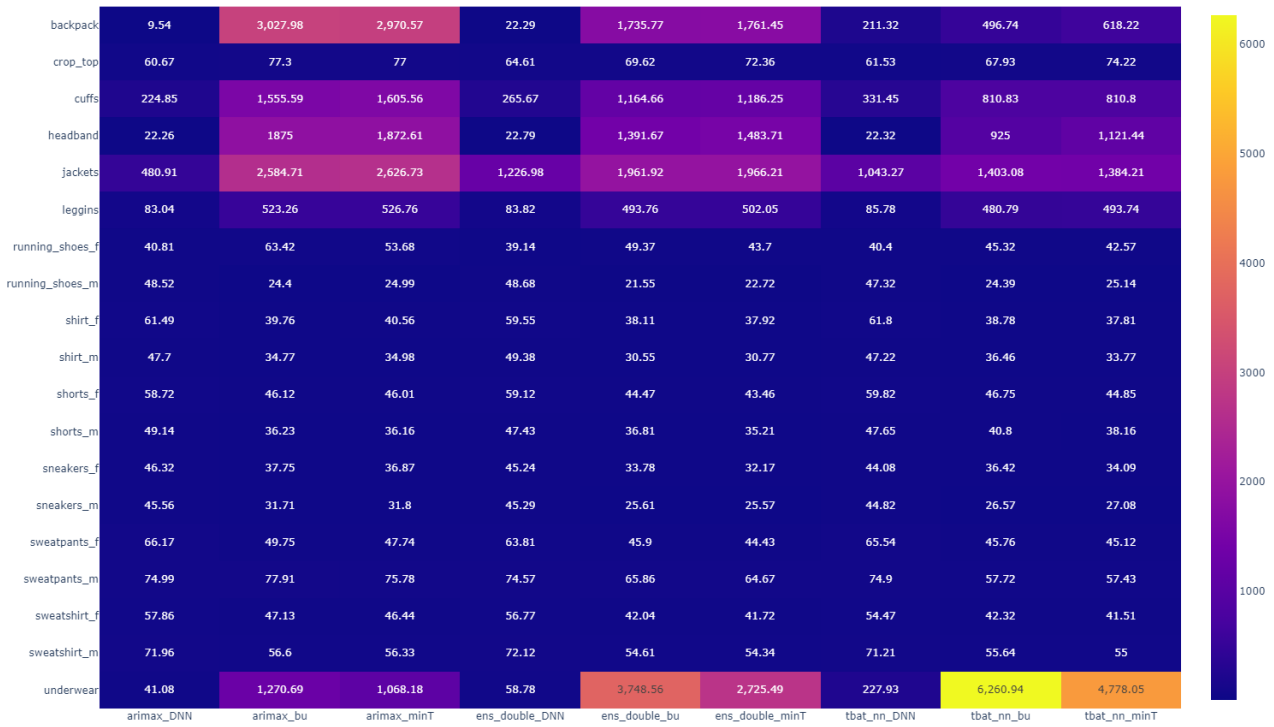 backpack 9.54 3,027.98 2,970.57 22.29 1,735.77 1,761.45 211.32 496.74 618.22
crop_top 60.67 77.3 77 64.61 69.62 72.36 61.53 67.93 74.22
cuffs 224.85 1,555.59 1,605.56 265.67 1,164.66 1,186.25 331.45 810.83 810.8
headband 22.26 1875 1,872.61 22.79 1,391.67 1,483.71 22.32 925 1,121.44
jackets 480.91 2,584.71 2,626.73 1,226.98 1,961.92 1,966.21 1,043.27 1,403.08 1,384.21
leggins 83.04 523.26 526.76 83.82 493.76 502.05 85.78 480.79 493.74
running_shoes_f 40.81 63.42 53.68 39.14 49.37 43.7 40.4 45.32 42.57
running_shoes_m 48.52 24.4 24.99 48.68 21.55 22.72 47.32 24.39 25.14
shirt_f 61.49 39.76 40.56 59.55 38.11 37.92 61.8 38.78 37.81
shirt_m 47.7 34.77 34.98 49.38 30.55 30.77 47.22 36.46 33.77
shorts_f 58.72 46.12 46.01 59.12 44.47 43.46 59.82 46.75 44.85
shorts_m 49.14 36.23 36.16 47.43 36.81 35.21 47.65 40.8 38.16
sneakers_f 46.32 37.75 36.87 45.24 33.78 32.17 44.08 36.42 34.09
sneakers_m 45.56 31.71 31.8 45.29 25.61 25.57 44.82 26.57 27.08
sweatpants_f 66.17 49.75 47.74 63.81 45.9 44.43 65.54 45.76 45.12
sweatpants_m 74.99 77.91 75.78 74.57 65.86 64.67 74.9 57.72 57.43
sweatshirt_f 57.86 47.13 46.44 56.77 42.04 41.72 54.47 42.32 41.51
sweatshirt_m 71.96 56.6 56.33 72.12 54.61 54.34 71.21 55.64 55
underwear 41.08 1,270.69 1,068.18 58.78 3,748.56 2,725.49 227.93 6,260.94 4,778.05
arimax_DNN arimax_bu arimax_minT ens_double_DNN ens_double_bu ens_double_minT tbat_nn_DNN tbat_nn_bu tbat_nn_minT
6000
5000
4000
3000
2000
1000